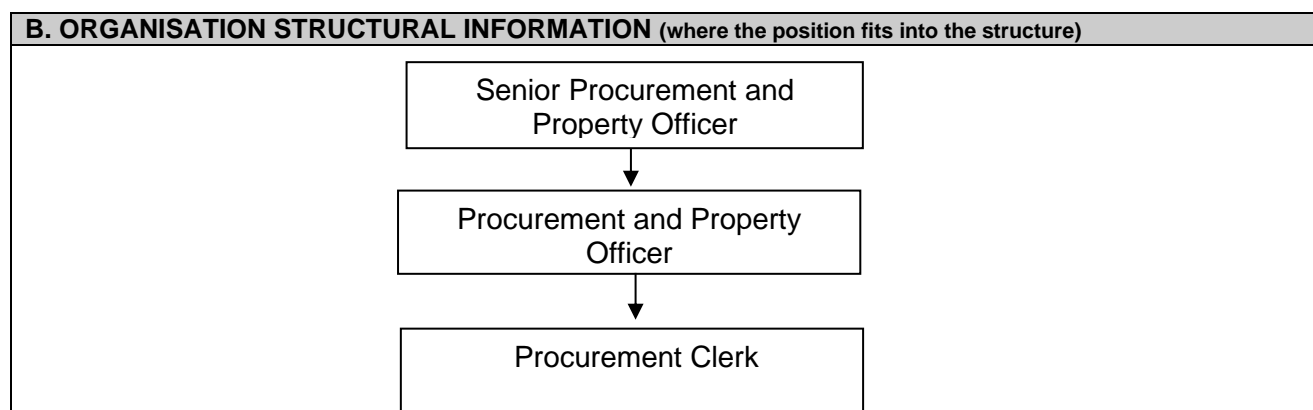 B. ORGANISATION STRUCTURAL INFORMATION (where the position fits into the structure)
Senior Procurement and
Property Officer
Procurement and Property
Officer
Procurement Clerk